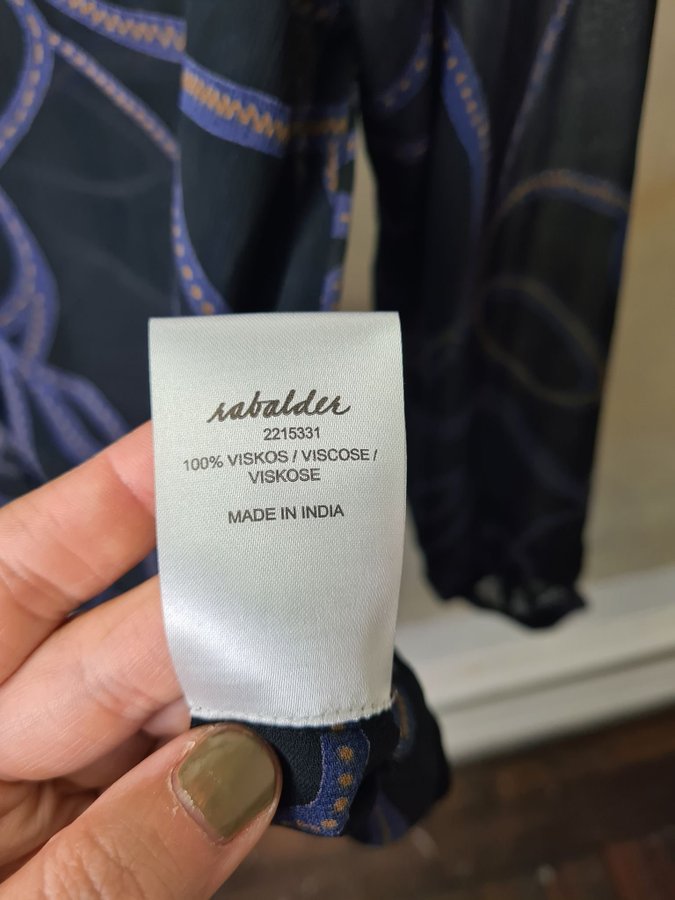 rabalder
2215331
100% VISKOS / VISCOSE /
VISKOSE
MADE IN INDIA